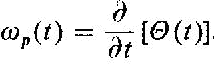 ω_p(t) = ∂/∂t [Θ(t)].